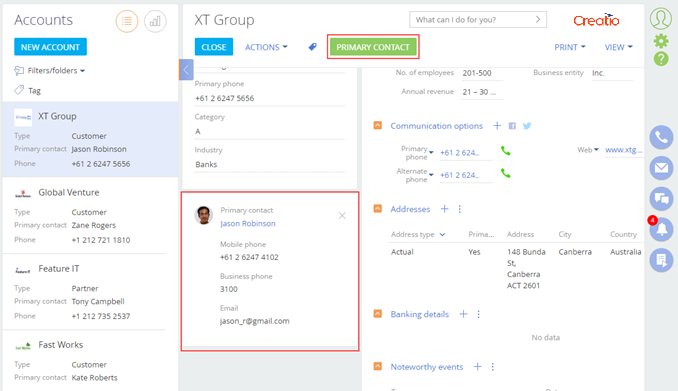 Accounts
NEW ACCOUNT
Filters/folders
Tag
XT Group
Type Customer
Primary contact Jason Robinson
Phone +61 2 6247 5656
Global Venture
Type Customer
Primary contact Zane Rogers
Phone +1 212 721 1810
Feature IT
Type Partner
Primary contact Tony Campbell
Phone +1 212 735 2537
Fast Works
Type Customer
Primary contact Kate Roberts
XT Group
What can I do for you? >
Creatio
CLOSE
ACTIONS
PRIMARY CONTACT
PRINT
VIEW
Primary phone
+61 2 6247 5656
Category
A
Industry
Banks
Primary contact
Jason Robinson
Mobile phone
+61 2 6247 4102
Business phone
3100
Email
jason_r@gmail.com
No. of employees 201-500
Business entity Inc.
Annual revenue 21 – 30 ...
Communication options +
Primary phone +61 2 624...
Web www.xtg...
Alternate phone +61 2 624...
Addresses +
Address type Prima... Address City Country
Actual Yes 148 Bunda St, Canberra ACT 2601 Canberra Australia
Banking details +
No data
Noteworthy events +
?
4